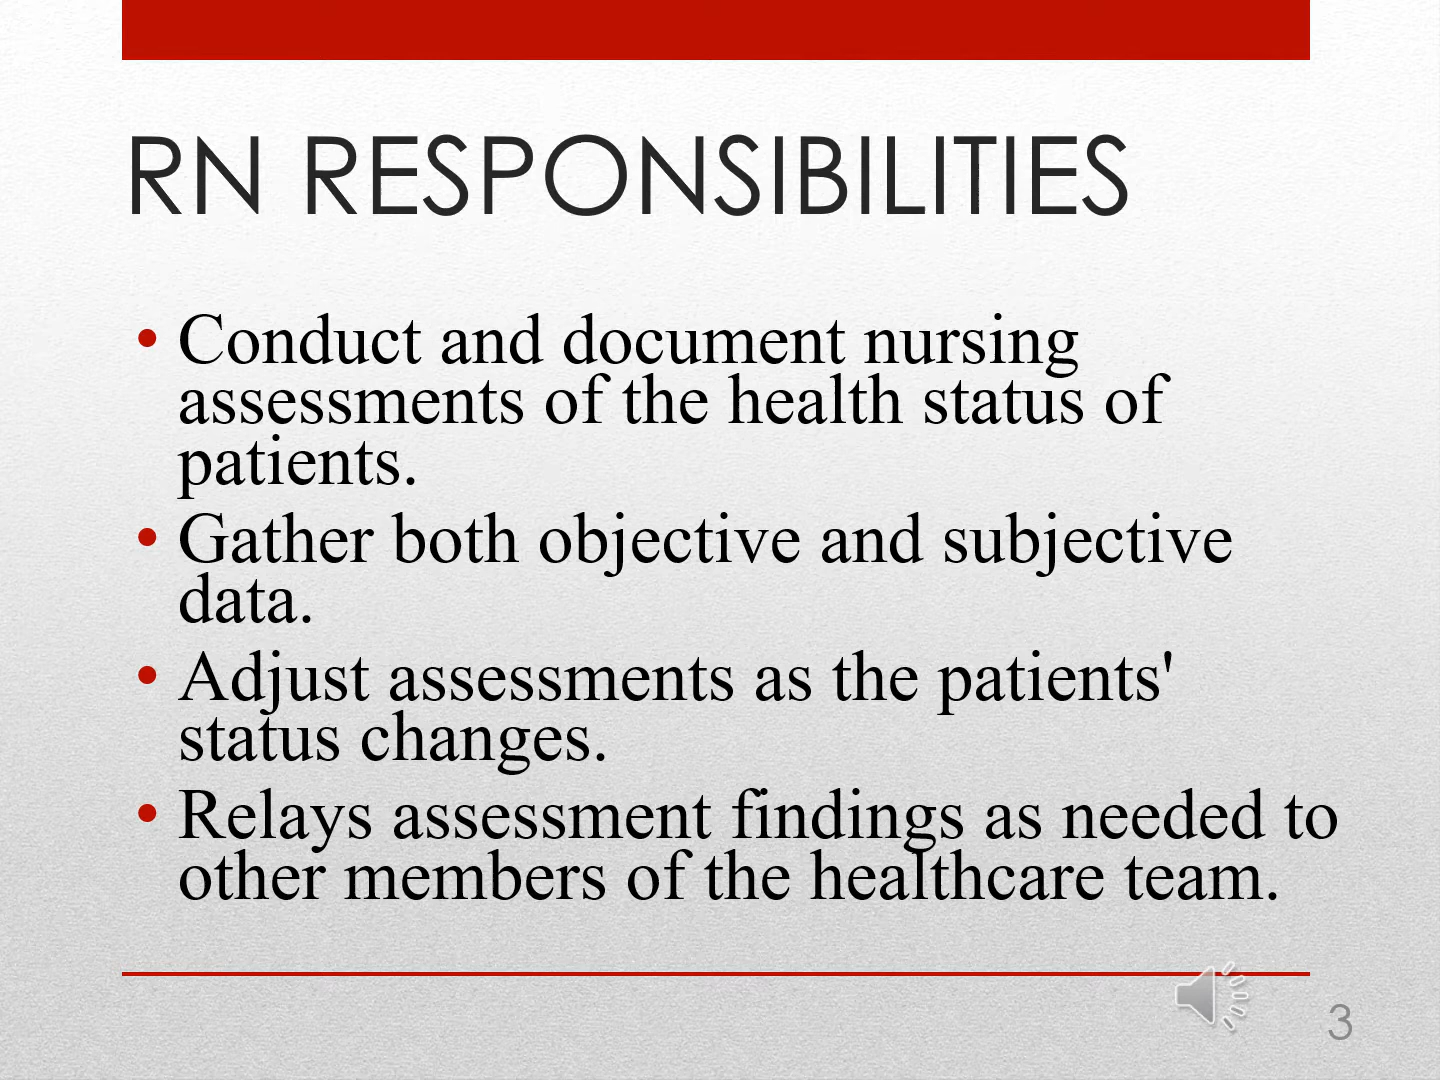 RN RESPONSIBILITIES
• Conduct and document nursing
assessments of the health status of
patients.
• Gather both objective and subjective
data.
• Adjust assessments as the patients'
status changes.
• Relays assessment findings as needed to
other members of the healthcare team.
3